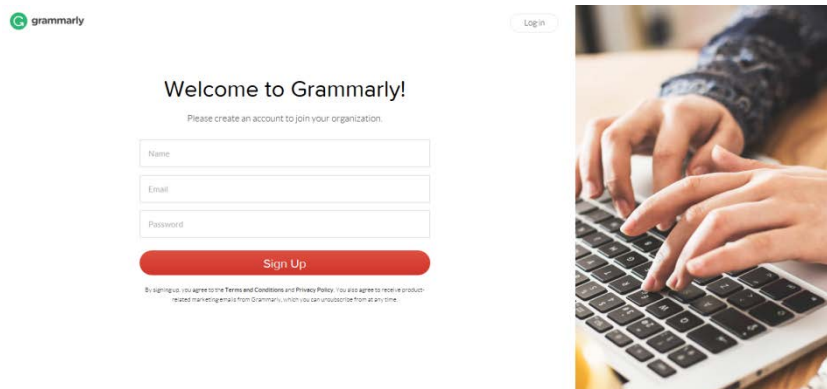 grammarly
Log in
Welcome to Grammarly!
Please create an account to join your organization.
Name
Email
Password
Sign Up
By signing up, you agree to the Terms and Conditions and Privacy Policy. You also agree to receive product-
related marketing emails from Grammarly, which you can unsubscribe from at any time.